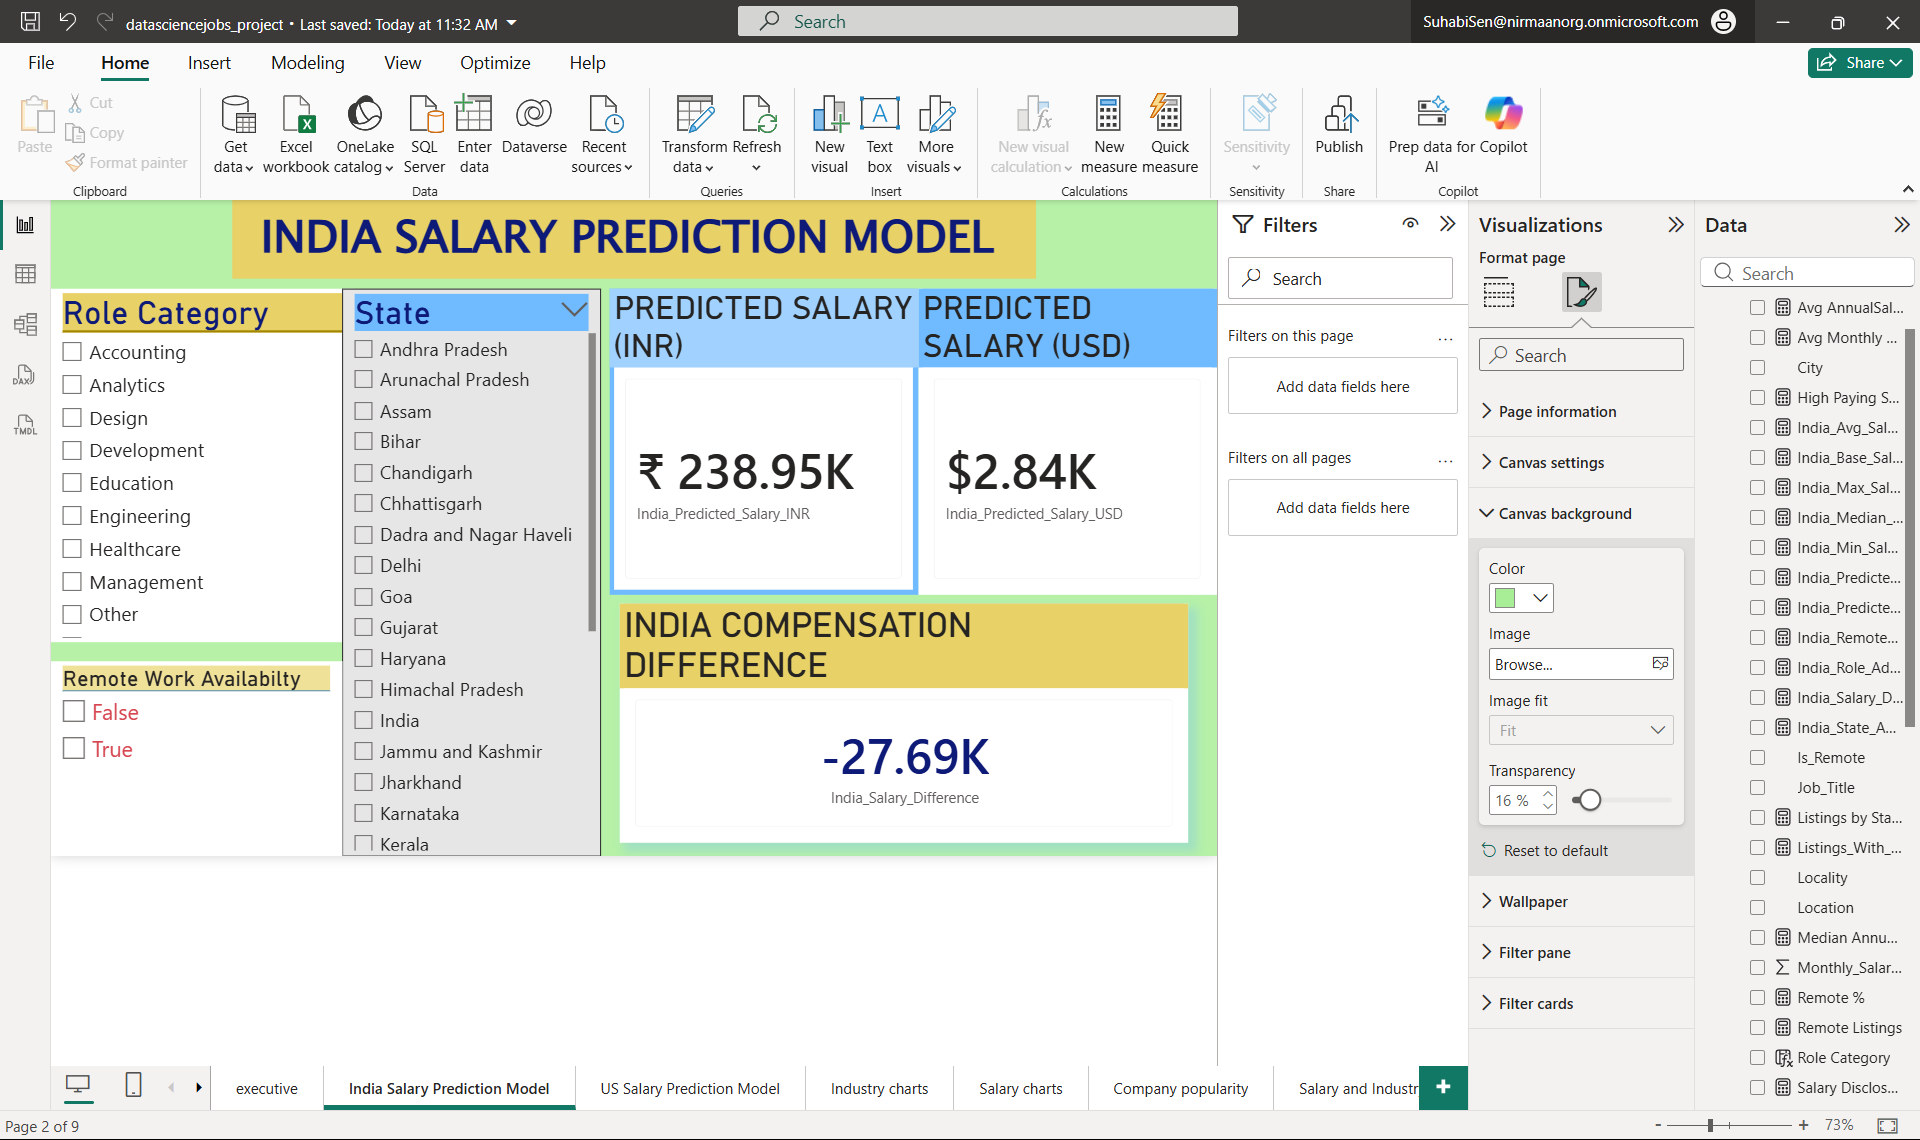 datasciencejobs_project • Last saved: Today at 11:32 AM
Search
SuhabiSen@nirmaanorg.onmicrosoft.com
File Home Insert Modeling View Optimize Help
Share
Paste
Cut
Copy
Format painter
Clipboard
Get data
Excel workbook
OneLake catalog
SQL Server
Enter data
Dataverse
Recent sources
Data
Transform data
Refresh
Queries
New visual
Text box
More visuals
Insert
New visual calculation
New measure
Quick measure
Calculations
Sensitivity
Sensitivity
Publish
Share
Prep data for AI
Copilot
Copilot
DAX
TMDL
INDIA SALARY PREDICTION MODEL
Role Category
Accounting
Analytics
Design
Development
Education
Engineering
Healthcare
Management
Other
Remote Work Availabilty
False
True
State
Andhra Pradesh
Arunachal Pradesh
Assam
Bihar
Chandigarh
Chhattisgarh
Dadra and Nagar Haveli
Delhi
Goa
Gujarat
Haryana
Himachal Pradesh
India
Jammu and Kashmir
Jharkhand
Karnataka
Kerala
PREDICTED SALARY
(INR)
₹ 238.95K
India_Predicted_Salary_INR
PREDICTED
SALARY (USD)
$2.84K
India_Predicted_Salary_USD
INDIA COMPENSATION
DIFFERENCE
-27.69K
India_Salary_Difference
Filters
Search
Filters on this page ...
Add data fields here
Filters on all pages ...
Add data fields here
Visualizations
Format page
Search
Page information
Canvas settings
Canvas background
Color
Image
Browse...
Image fit
Fit
Transparency
16 %
Reset to default
Wallpaper
Filter pane
Filter cards
Data
Search
Avg AnnualSal...
Avg Monthly ...
City
High Paying S...
India_Avg_Sal...
India_Base_Sal...
India_Max_Sal...
India_Median_...
India_Min_Sal...
India_Predicte...
India_Predicte...
India_Remote...
India_Role_Ad...
India_Salary_D...
India_State_A...
Is_Remote
Job_Title
Listings by Sta...
Listings_With_...
Locality
Location
Median Annu...
Monthly_Salar...
Remote %
Remote Listings
Role Category
Salary Disclos...
executive
India Salary Prediction Model
US Salary Prediction Model
Industry charts
Salary charts
Company popularity
Salary and Industr
Page 2 of 9
73%